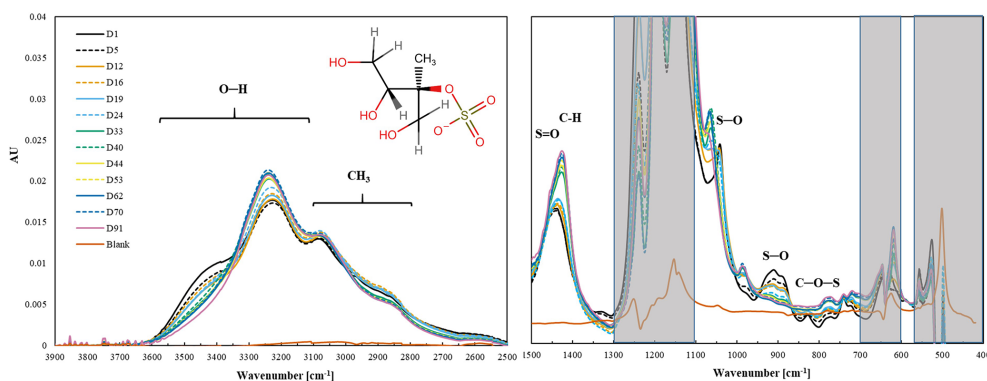 0.04
0.035
0.03
0.025
0.02
0.015
0.01
0.005
0
AU
D1
D5
D12
D16
D19
D24
D33
D40
D44
D53
D62
D70
D91
Blank
O─H
CH₃
H
H
HO
CH₃
O
H
HO
H
HO
H
S
O
O⁻
O
3900 3700 3600 3500 3400 3300 3200 3100 3000 2900 2800 2700 2600 2500
Wavenumber [cm⁻¹]
C-H
S=O
S─O
S─O
C─O─S
1500 1400 1300 1200 1100 1000 900 800 700 600 500 400
Wavenumber [cm⁻¹]